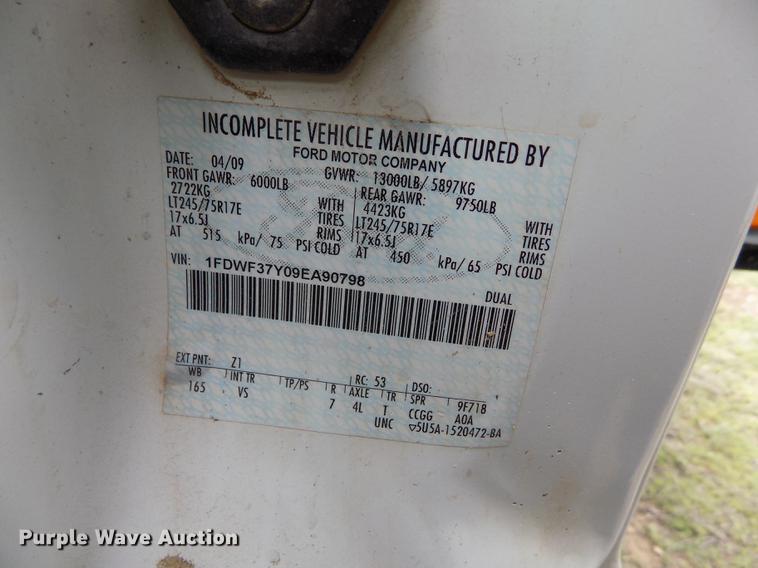 INCOMPLETE VEHICLE MANUFACTURED BY
FORD MOTOR COMPANY
DATE: 04/09 GVWR: 13000LB/ 5897KG
FRONT GAWR: 6000LB REAR GAWR: 9750LB
2722KG WITH 4423KG WITH
LT245/75R17E TIRES LT245/75R17E TIRES
17x6.5J RIMS 17x6.5J RIMS
AT 515 kPa/ 75 PSI COLD AT 450 kPa/ 65 PSI COLD
VIN: 1FDWF37Y09EA90798
DUAL
EXT PNT: Z1 RC: 53 DSO:
WB INT TR TP/PS R AXLE TR SPR 9F718
165 VS 7 4L T CCGG A0A
UNC ▽5U5A-1520472-BA
Purple Wave Auction